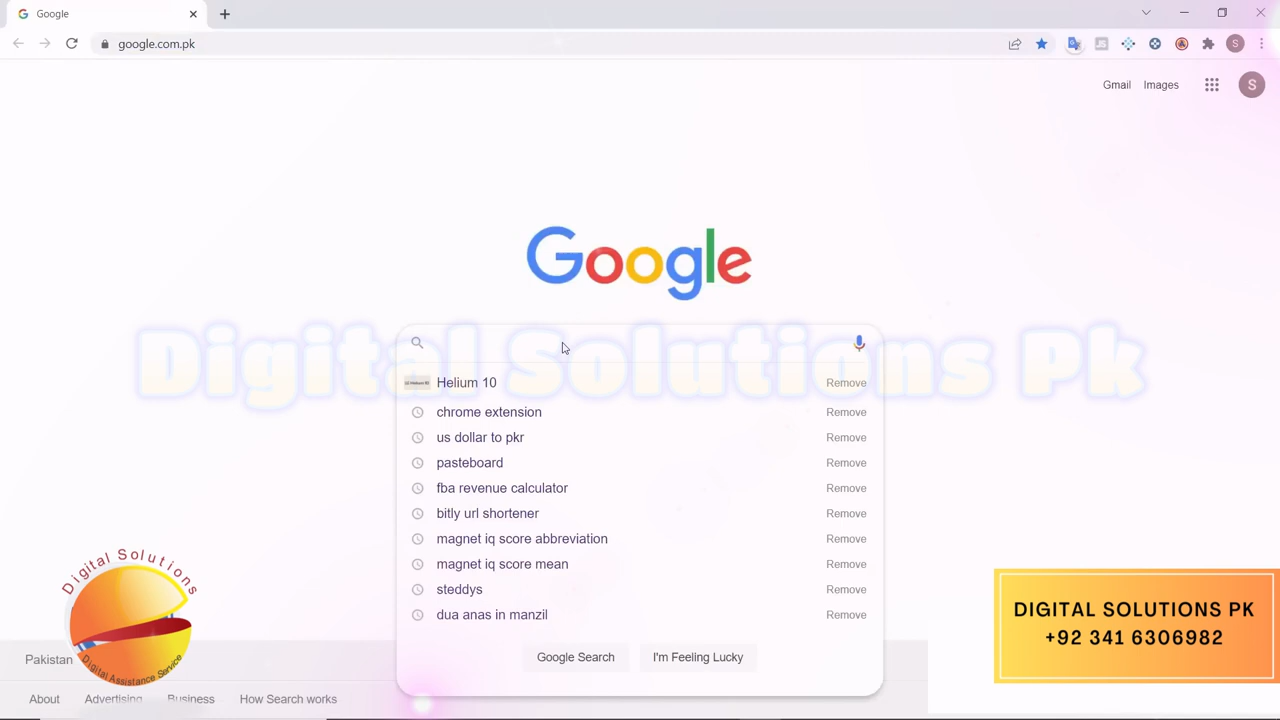 Google
google.com.pk
S
Gmail Images
S
Google
Digital Solutions Pk
Helium 10 Remove
chrome extension Remove
us dollar to pkr Remove
pasteboard Remove
fba revenue calculator Remove
bitly url shortener Remove
magnet iq score abbreviation Remove
magnet iq score mean Remove
steddys Remove
dua anas in manzil Remove
Google Search I'm Feeling Lucky
Digital Solutions
Digital Assistance Service
DIGITAL SOLUTIONS PK
+92 341 6306982
Pakistan
About Advertising Business How Search works